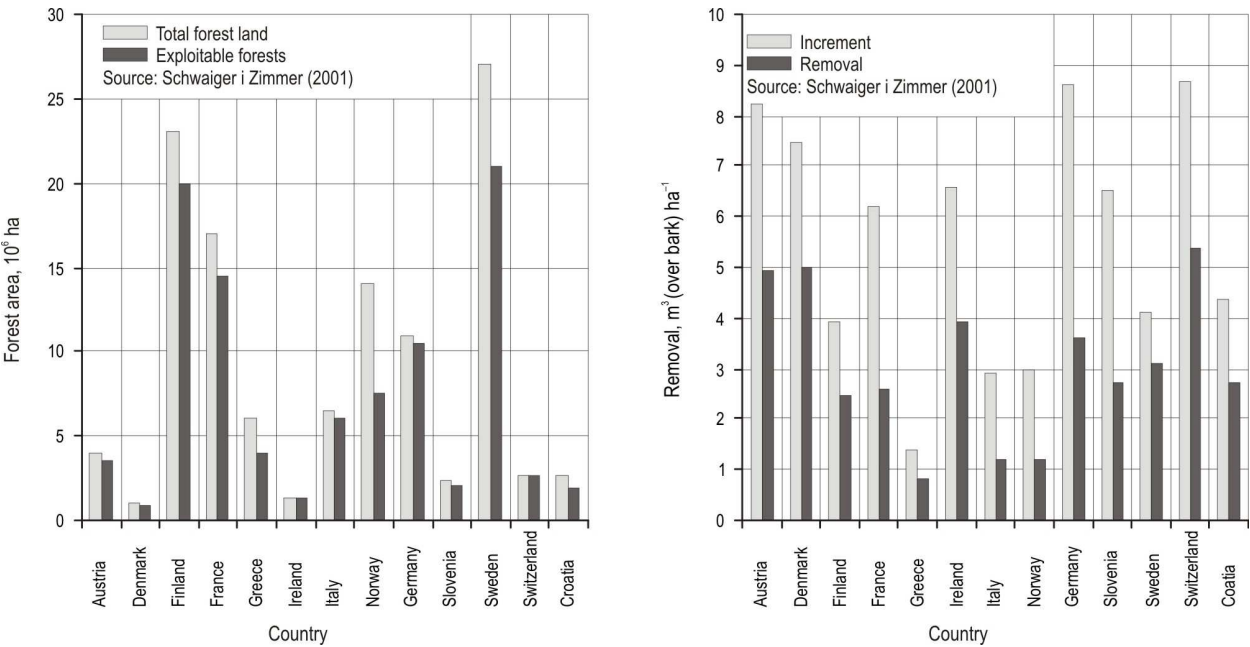 30
25
20
15
10
5
0
Forest area, 10⁶ ha
Total forest land
Exploitable forests
Source: Schwaiger i Zimmer (2001)
Austria
Denmark
Finland
France
Greece
Ireland
Italy
Norway
Germany
Slovenia
Sweden
Switzerland
Croatia
Country
10
9
8
7
6
5
4
3
2
1
0
Removal, m³ (over bark) ha⁻¹
Increment
Removal
Source: Schwaiger i Zimmer (2001)
Austria
Denmark
Finland
France
Greece
Ireland
Italy
Norway
Germany
Slovenia
Sweden
Switzerland
Coatia
Country